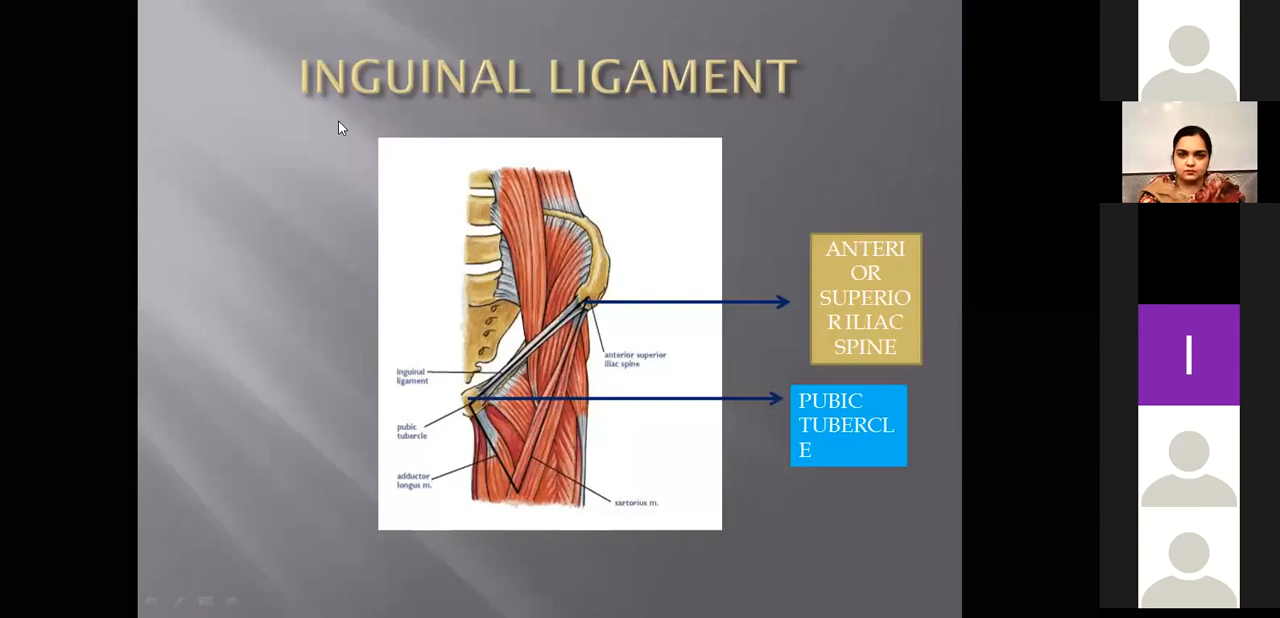 INGUINAL LIGAMENT
ANTERI
OR
SUPERIO
R ILIAC
SPINE
anterior superior
iliac spine
inguinal
ligament
PUBIC
TUBERCL
E
pubic
tubercle
adductor
longus m.
sartorius m.
I